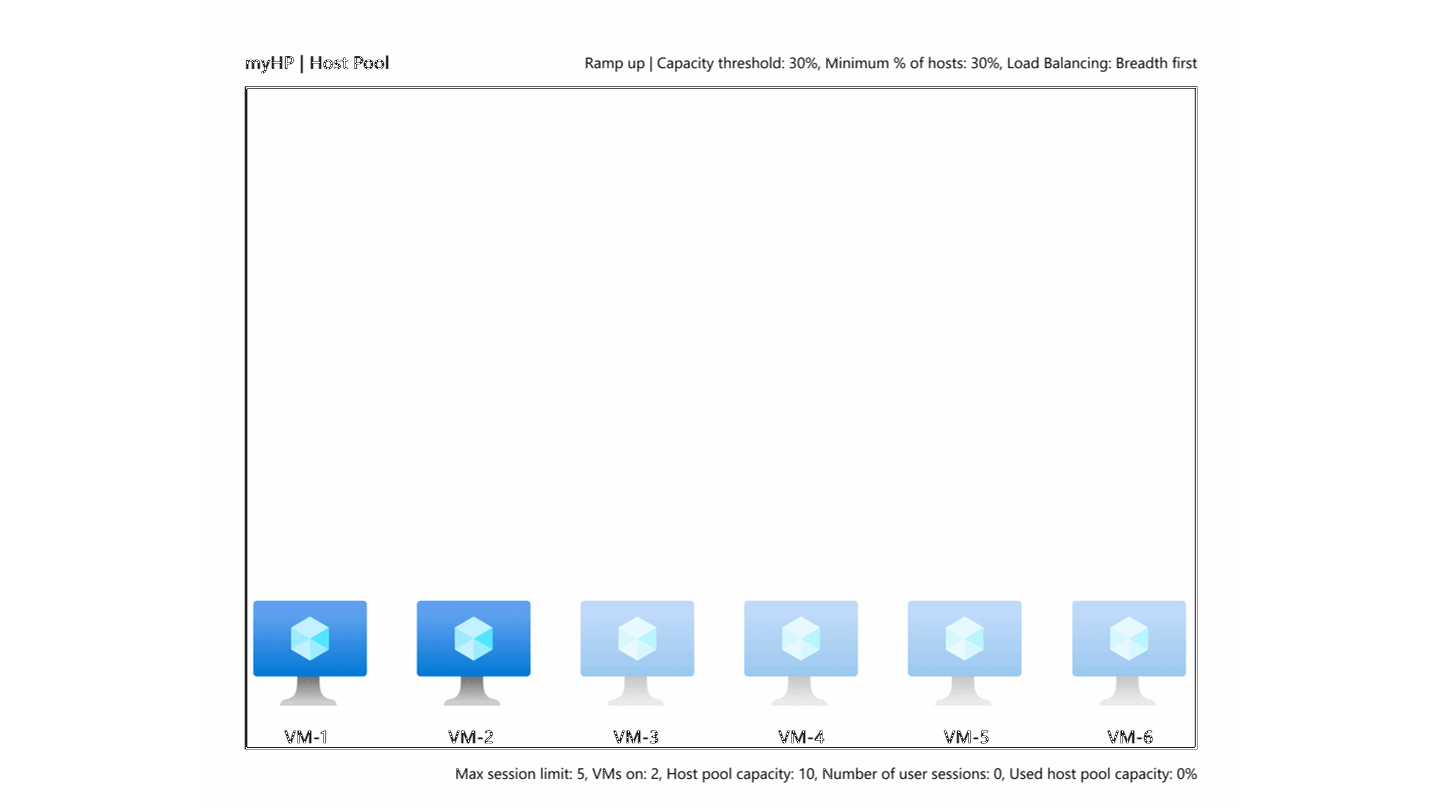 myHP | Host Pool
Ramp up | Capacity threshold: 30%, Minimum % of hosts: 30%, Load Balancing: Breadth first
VM-1
VM-2
VM-3
VM-4
VM-5
VM-6
Max session limit: 5, VMs on: 2, Host pool capacity: 10, Number of user sessions: 0, Used host pool capacity: 0%